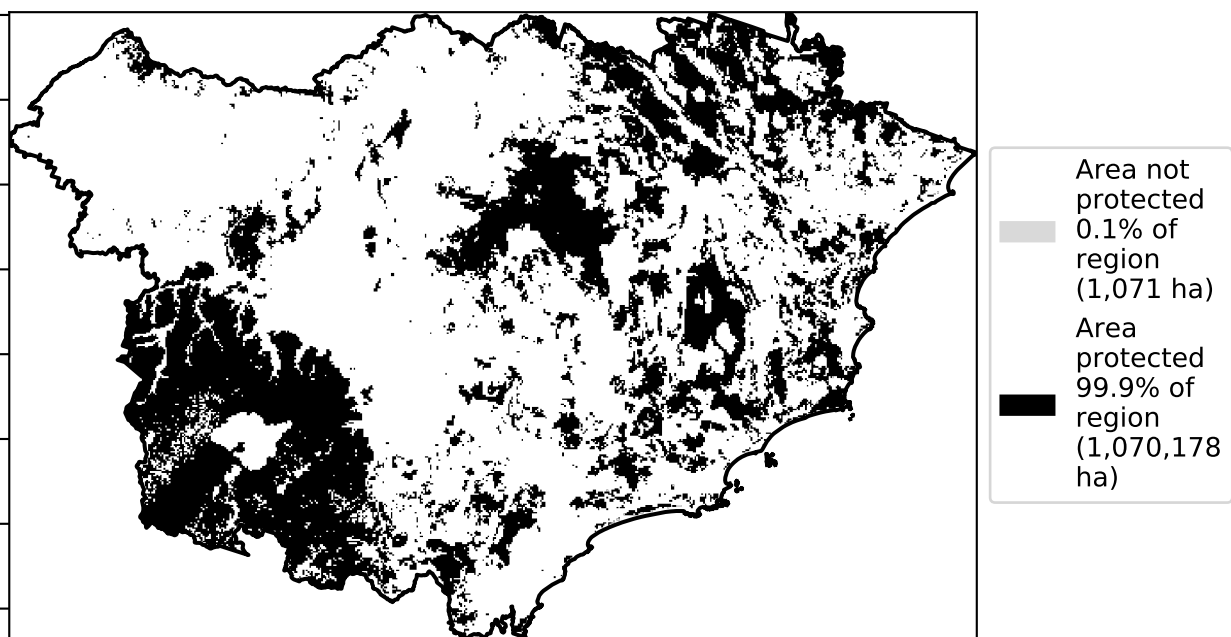 Area not
protected
0.1% of
region
(1,071 ha)
Area
protected
99.9% of
region
(1,070,178
ha)